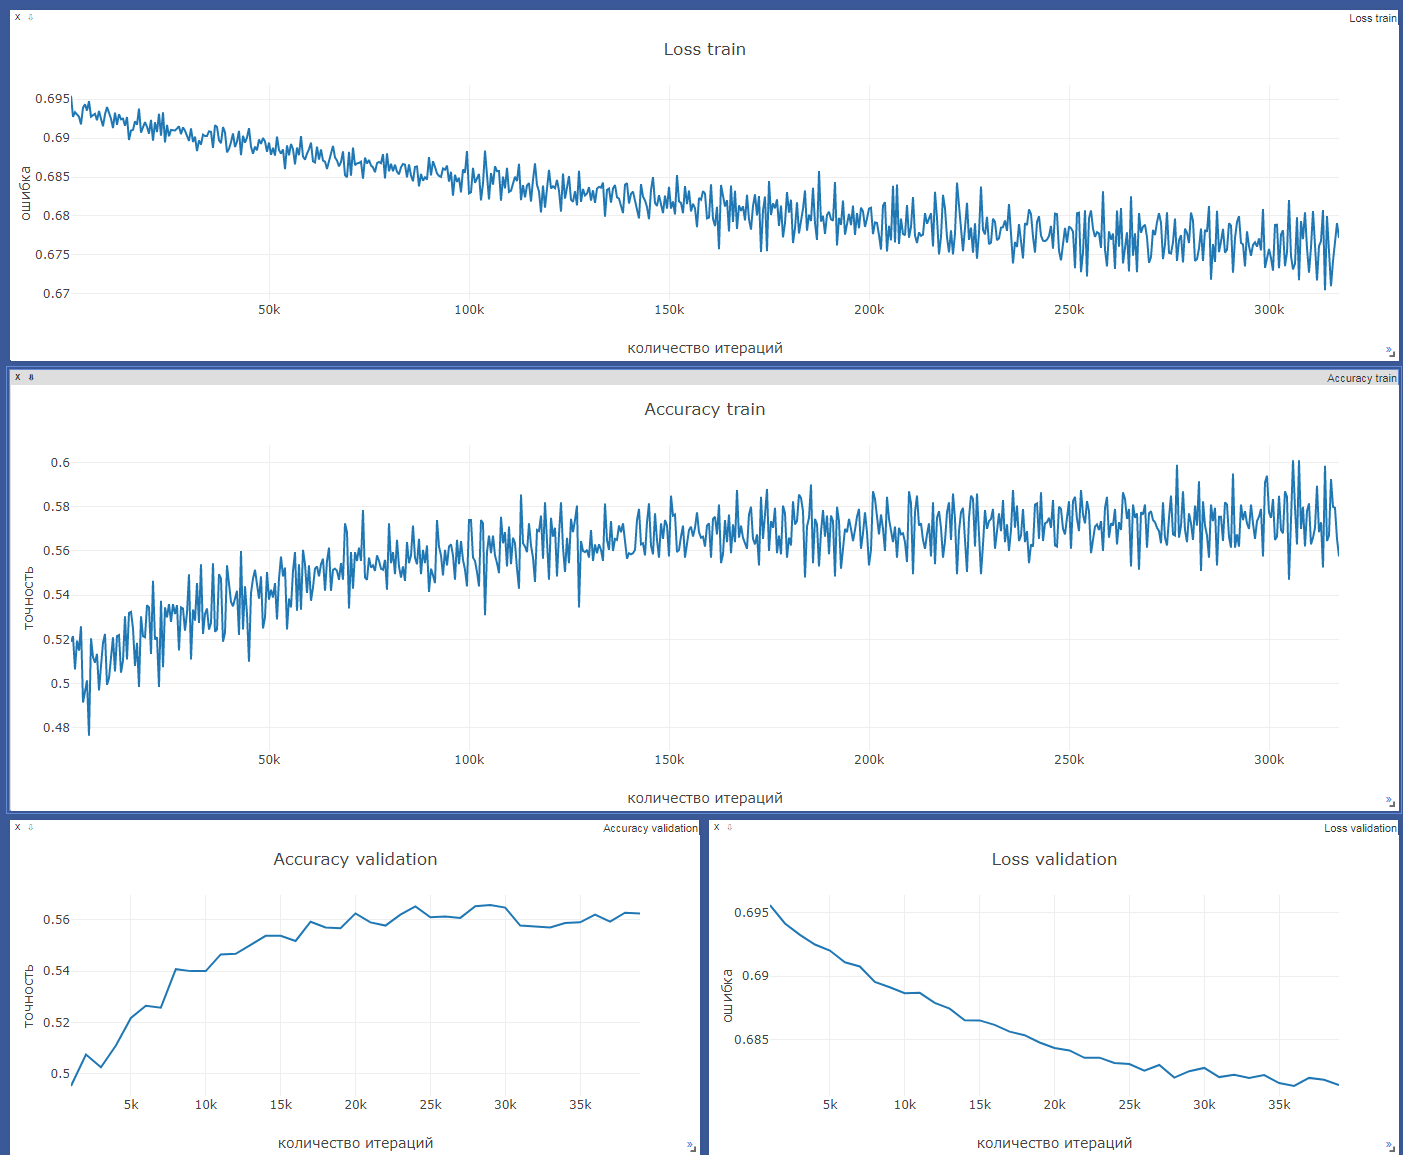 X ⇩ Loss train
Loss train
0.695
0.69
0.685
0.68
0.675
0.67
ошибка
50k 100k 150k 200k 250k 300k
количество итераций
»
X ⇩ Accuracy train
Accuracy train
0.6
0.58
0.56
0.54
0.52
0.5
0.48
точность
50k 100k 150k 200k 250k 300k
количество итераций
»
X ⇩ Accuracy validation
Accuracy validation
0.56
0.54
0.52
0.5
точность
5k 10k 15k 20k 25k 30k 35k
количество итераций
»
X ⇩ Loss validation
Loss validation
0.695
0.69
0.685
ошибка
5k 10k 15k 20k 25k 30k 35k
количество итераций
»